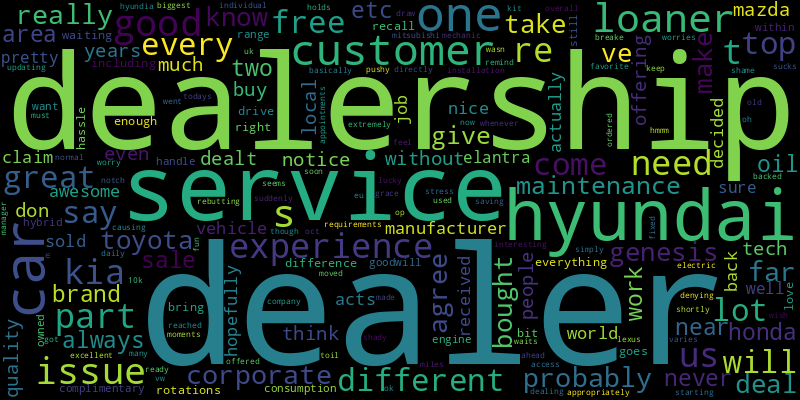 really good know free etc one take loaner mazda
area years every customer re ve t top
pretty including much two local job nice offering make
dealership
updating want must hassle enough buy drive right give actually decided old
claim even dealt notice without elantra come need oil
great awesome handle service maintenance sure
don say s manufacturer hyundai
car hybrid sold toyota vehicle experience agree genesis tech
kia sale difference goodwill received bought people everything work back far well
brand quality part always hopefully bring acts think dealer world near lot honda
issue corporate different probably us never will deal
complimentary rotations consumption appropriately starting
hyundia biggest individual holds draw kit overall within
waiting range recall mitsubishi mechanic breake worries
uk basically pushy directly installation wasn remind favorite keep shame sucks
went todays appointments extremely now whenever ordered hmmm oh
normal worry feel soon backed
notch seems lucky eu grace stress used saving
manager causing rebutting suddenly requirements op simply fixed
daily fun though oct interesting electric
10k moved denying
owned reached company made engine bit shortly love
got moments shady waits goes lexus varies wish
excellent many offered toil miles ahead access
ready vw ok dealing